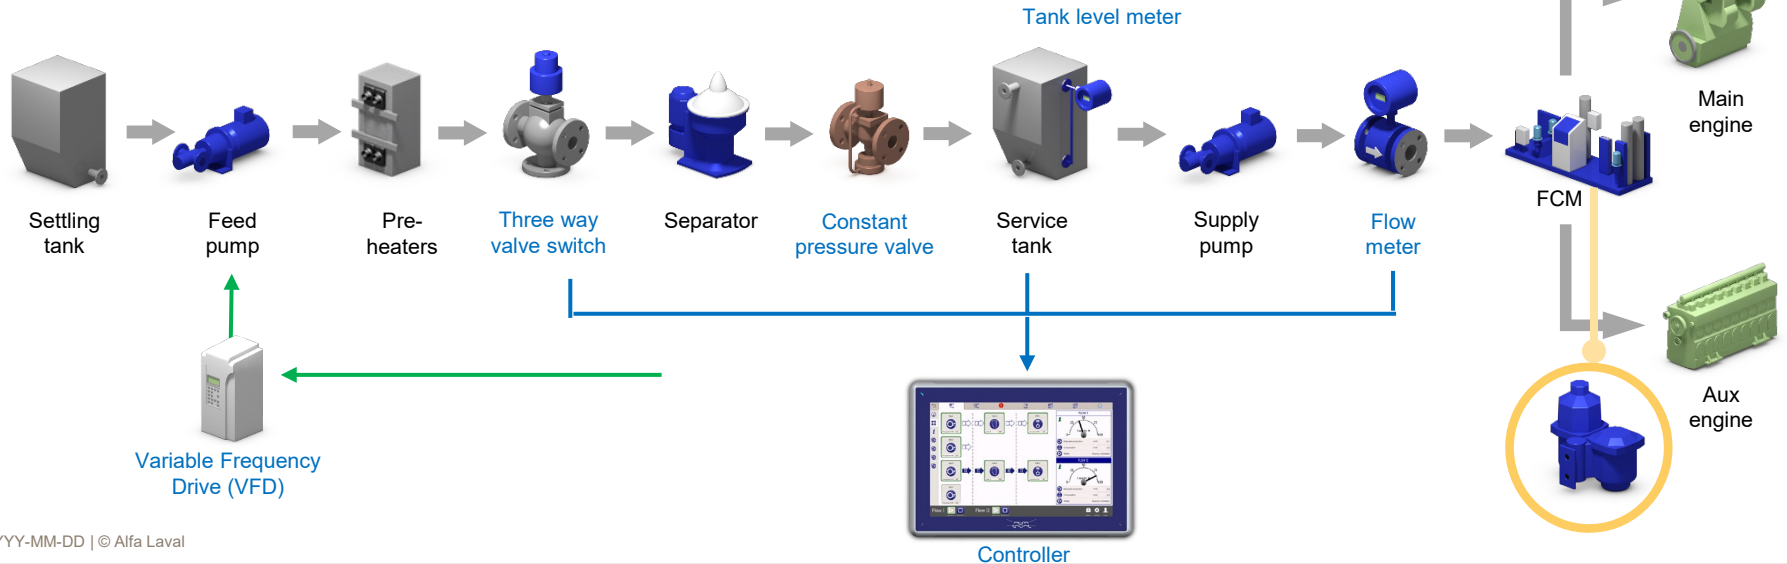 Tank level meter
Main
engine
Settling
tank
Feed
pump
Pre-
heaters
Three way
valve switch
Separator
Constant
pressure valve
Service
tank
Supply
pump
Flow
meter
FCM
Aux
engine
Variable Frequency
Drive (VFD)
Controller
YYY-MM-DD | © Alfa Laval